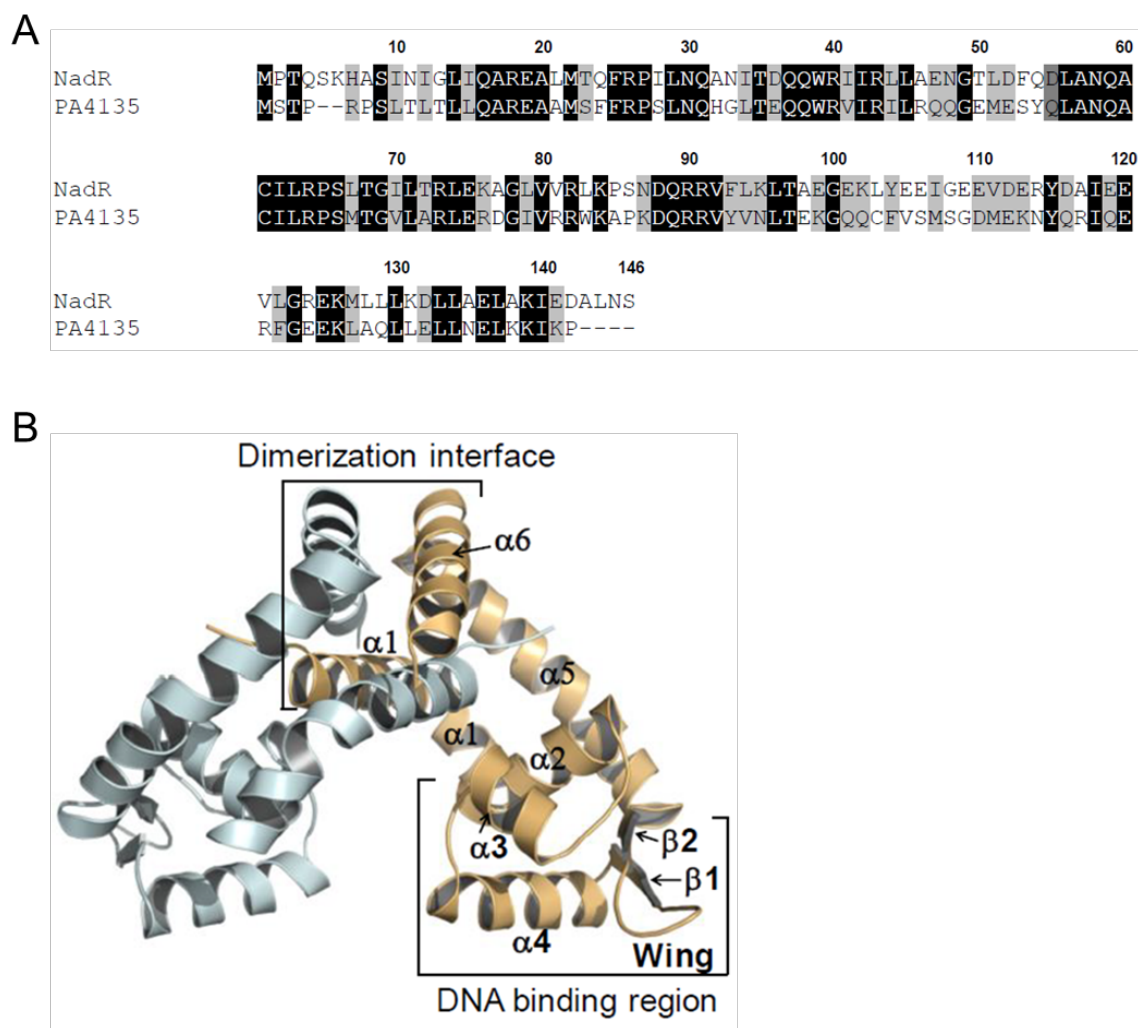 A
10 20 30 40 50 60
NadR MPTQSKHASINIGLIQAREALMTQFRPILNQANITDQQWRIIRLLAENGTLDFQDLANQA
PA4135 MSTP--RPSLTLTLLQAREAAMSFFRPSLNQHGLTEQQWRVIRILRQQGEMESYQLANQA
70 80 90 100 110 120
NadR CILRPSLTGILTRLEKAGLVVRLKPSNDQRRVFLKLTAEGEKLYEEIGEEVDERYDAIEE
PA4135 CILRPSMTGVLARLERDGIVRRWKAPKDQRRVYVNLTEKGQQCFVSMSGDMEKNYQRIQE
130 140 146
NadR VLGREKMLLLKDLLAELAKIEDALNS
PA4135 RFGEEKLAQLLELLNELKKIKP----
B
Dimerization interface
α6
α1
α5
α1
α2
α3
β2
β1
α4
Wing
DNA binding region